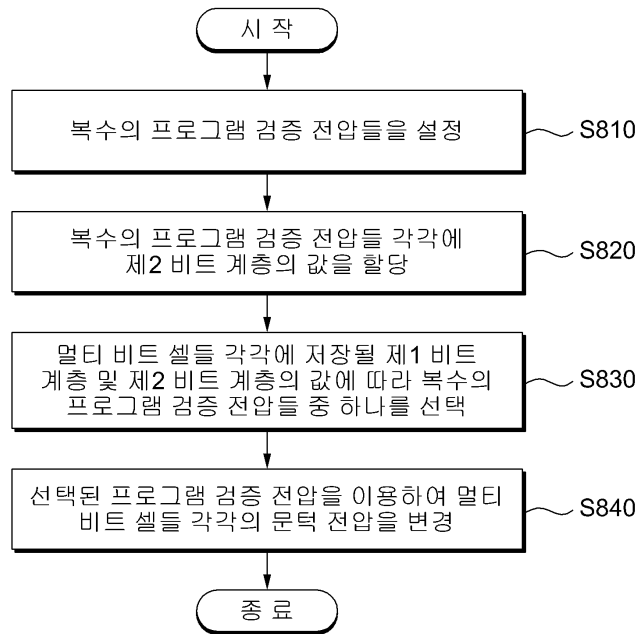 시 작
복수의 프로그램 검증 전압들을 설정
S810
복수의 프로그램 검증 전압들 각각에
제2 비트 계층의 값을 할당
S820
멀티 비트 셀들 각각에 저장될 제1 비트
계층 및 제2 비트 계층의 값에 따라 복수의
프로그램 검증 전압들 중 하나를 선택
S830
선택된 프로그램 검증 전압을 이용하여 멀티
비트 셀들 각각의 문턱 전압을 변경
S840
종 료